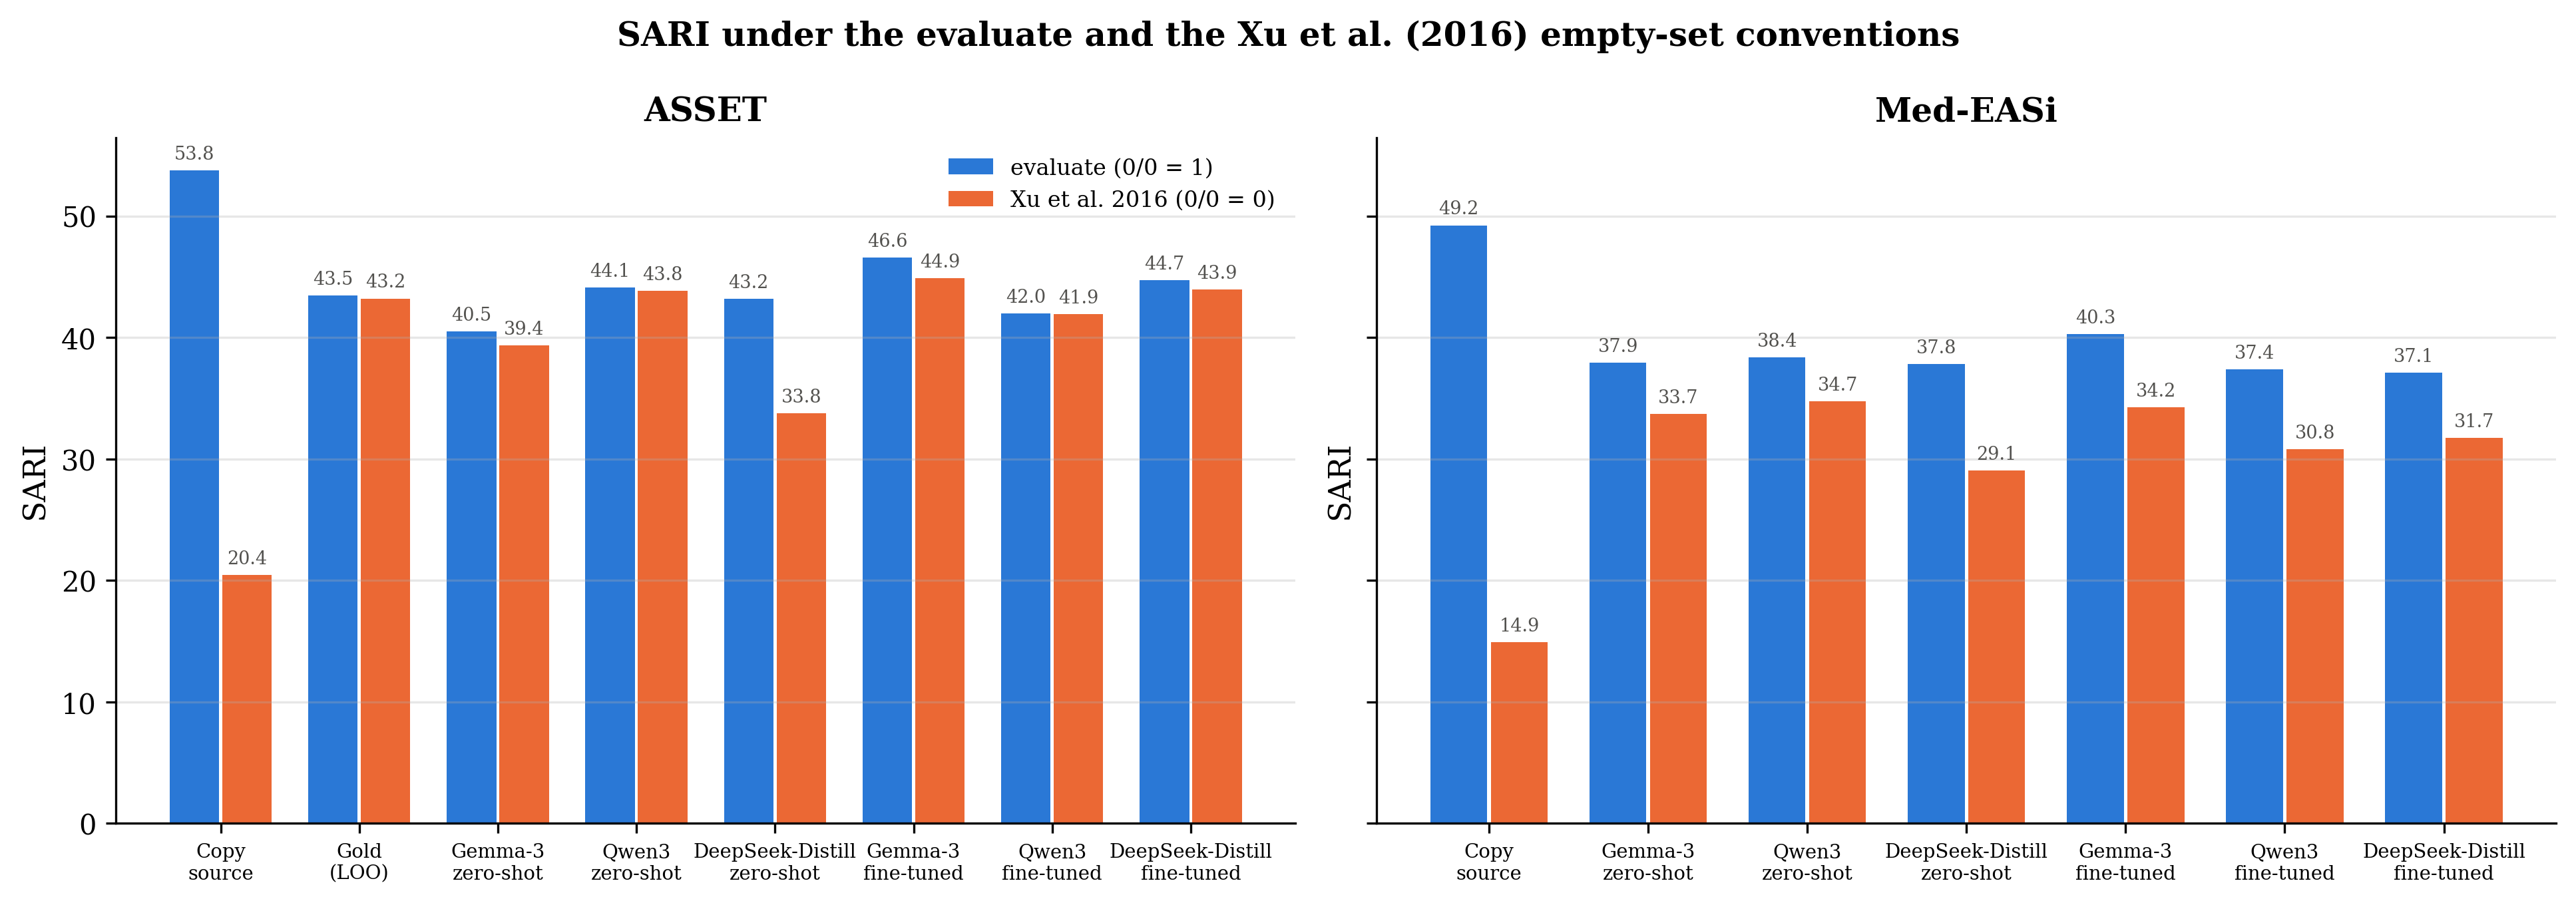 SARI under the evaluate and the Xu et al. (2016) empty-set conventions
ASSET
evaluate (0/0 = 1)
Xu et al. 2016 (0/0 = 0)
SARI
50
40
30
20
10
0
53.8
20.4
43.5
43.2
40.5
39.4
44.1
43.8
43.2
33.8
46.6
44.9
42.0
41.9
44.7
43.9
Copy
source
Gold
(LOO)
Gemma-3
zero-shot
Qwen3
zero-shot
DeepSeek-Distill
zero-shot
Gemma-3
fine-tuned
Qwen3
fine-tuned
DeepSeek-Distill
fine-tuned
Med-EASi
SARI
49.2
14.9
37.9
33.7
38.4
34.7
37.8
29.1
40.3
34.2
37.4
30.8
37.1
31.7
Copy
source
Gemma-3
zero-shot
Qwen3
zero-shot
DeepSeek-Distill
zero-shot
Gemma-3
fine-tuned
Qwen3
fine-tuned
DeepSeek-Distill
fine-tuned